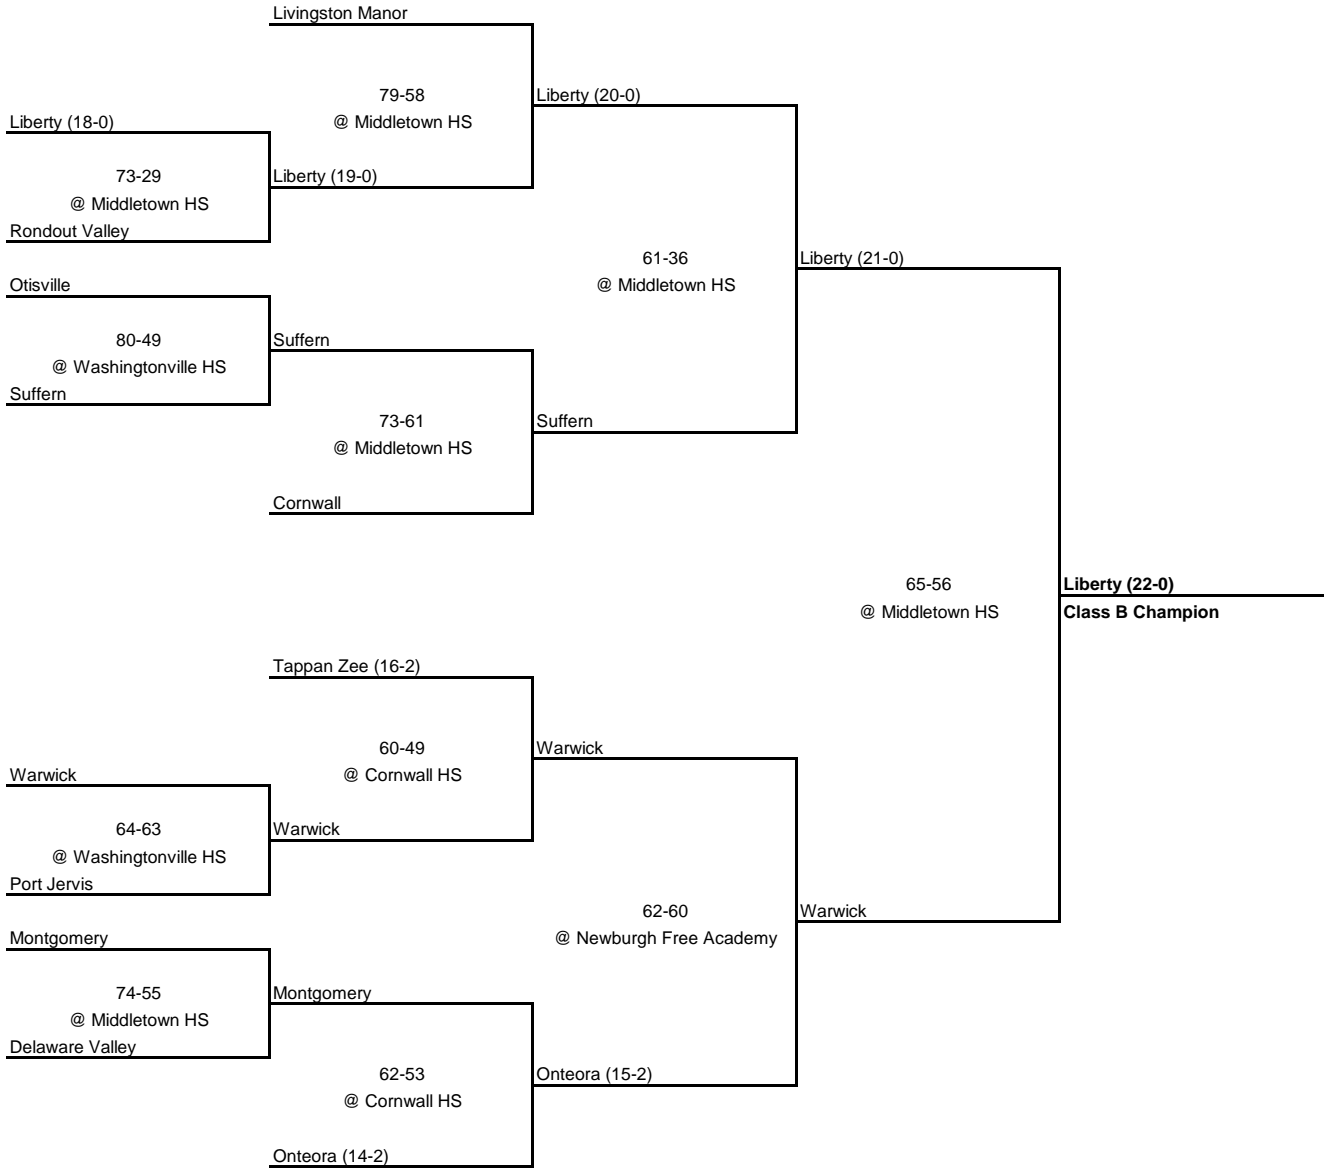 Livingston Manor
79-58
@ Middletown HS
Liberty (20-0)
Liberty (18-0)
73-29
@ Middletown HS
Liberty (19-0)
Rondout Valley
61-36
@ Middletown HS
Liberty (21-0)
Otisville
80-49
@ Washingtonville HS
Suffern
Suffern
73-61
@ Middletown HS
Suffern
Cornwall
65-56
@ Middletown HS
Liberty (22-0)
Class B Champion
Tappan Zee (16-2)
60-49
@ Cornwall HS
Warwick
Warwick
64-63
@ Washingtonville HS
Warwick
Port Jervis
62-60
@ Newburgh Free Academy
Warwick
Montgomery
74-55
@ Middletown HS
Montgomery
Delaware Valley
62-53
@ Cornwall HS
Onteora (15-2)
Onteora (14-2)